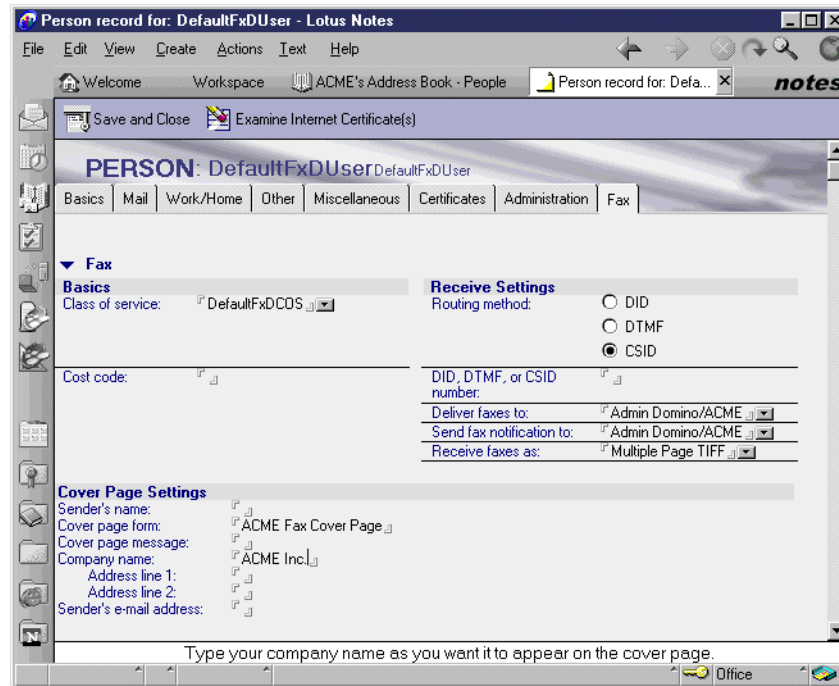 Person record for: DefaultFxDUser - Lotus Notes
File Edit View Create Actions Text Help
Welcome Workspace ACME's Address Book - People Person record for: Defa... notes
Save and Close Examine Internet Certificate(s)
PERSON: DefaultFxDUser DefaultFxDUser
Basics Mail Work/Home Other Miscellaneous Certificates Administration Fax
Fax
Basics Receive Settings
Class of service: DefaultFxDCOS Routing method: DID
DTMF
CSID
Cost code: DID, DTMF, or CSID
number:
Deliver faxes to: Admin Domino/ACME
Send fax notification to: Admin Domino/ACME
Receive faxes as: Multiple Page TIFF
Cover Page Settings
Sender's name:
Cover page form: ACME Fax Cover Page
Cover page message:
Company name: ACME Inc.
Address line 1:
Address line 2:
Sender's e-mail address:
Type your company name as you want it to appear on the cover page.
Office